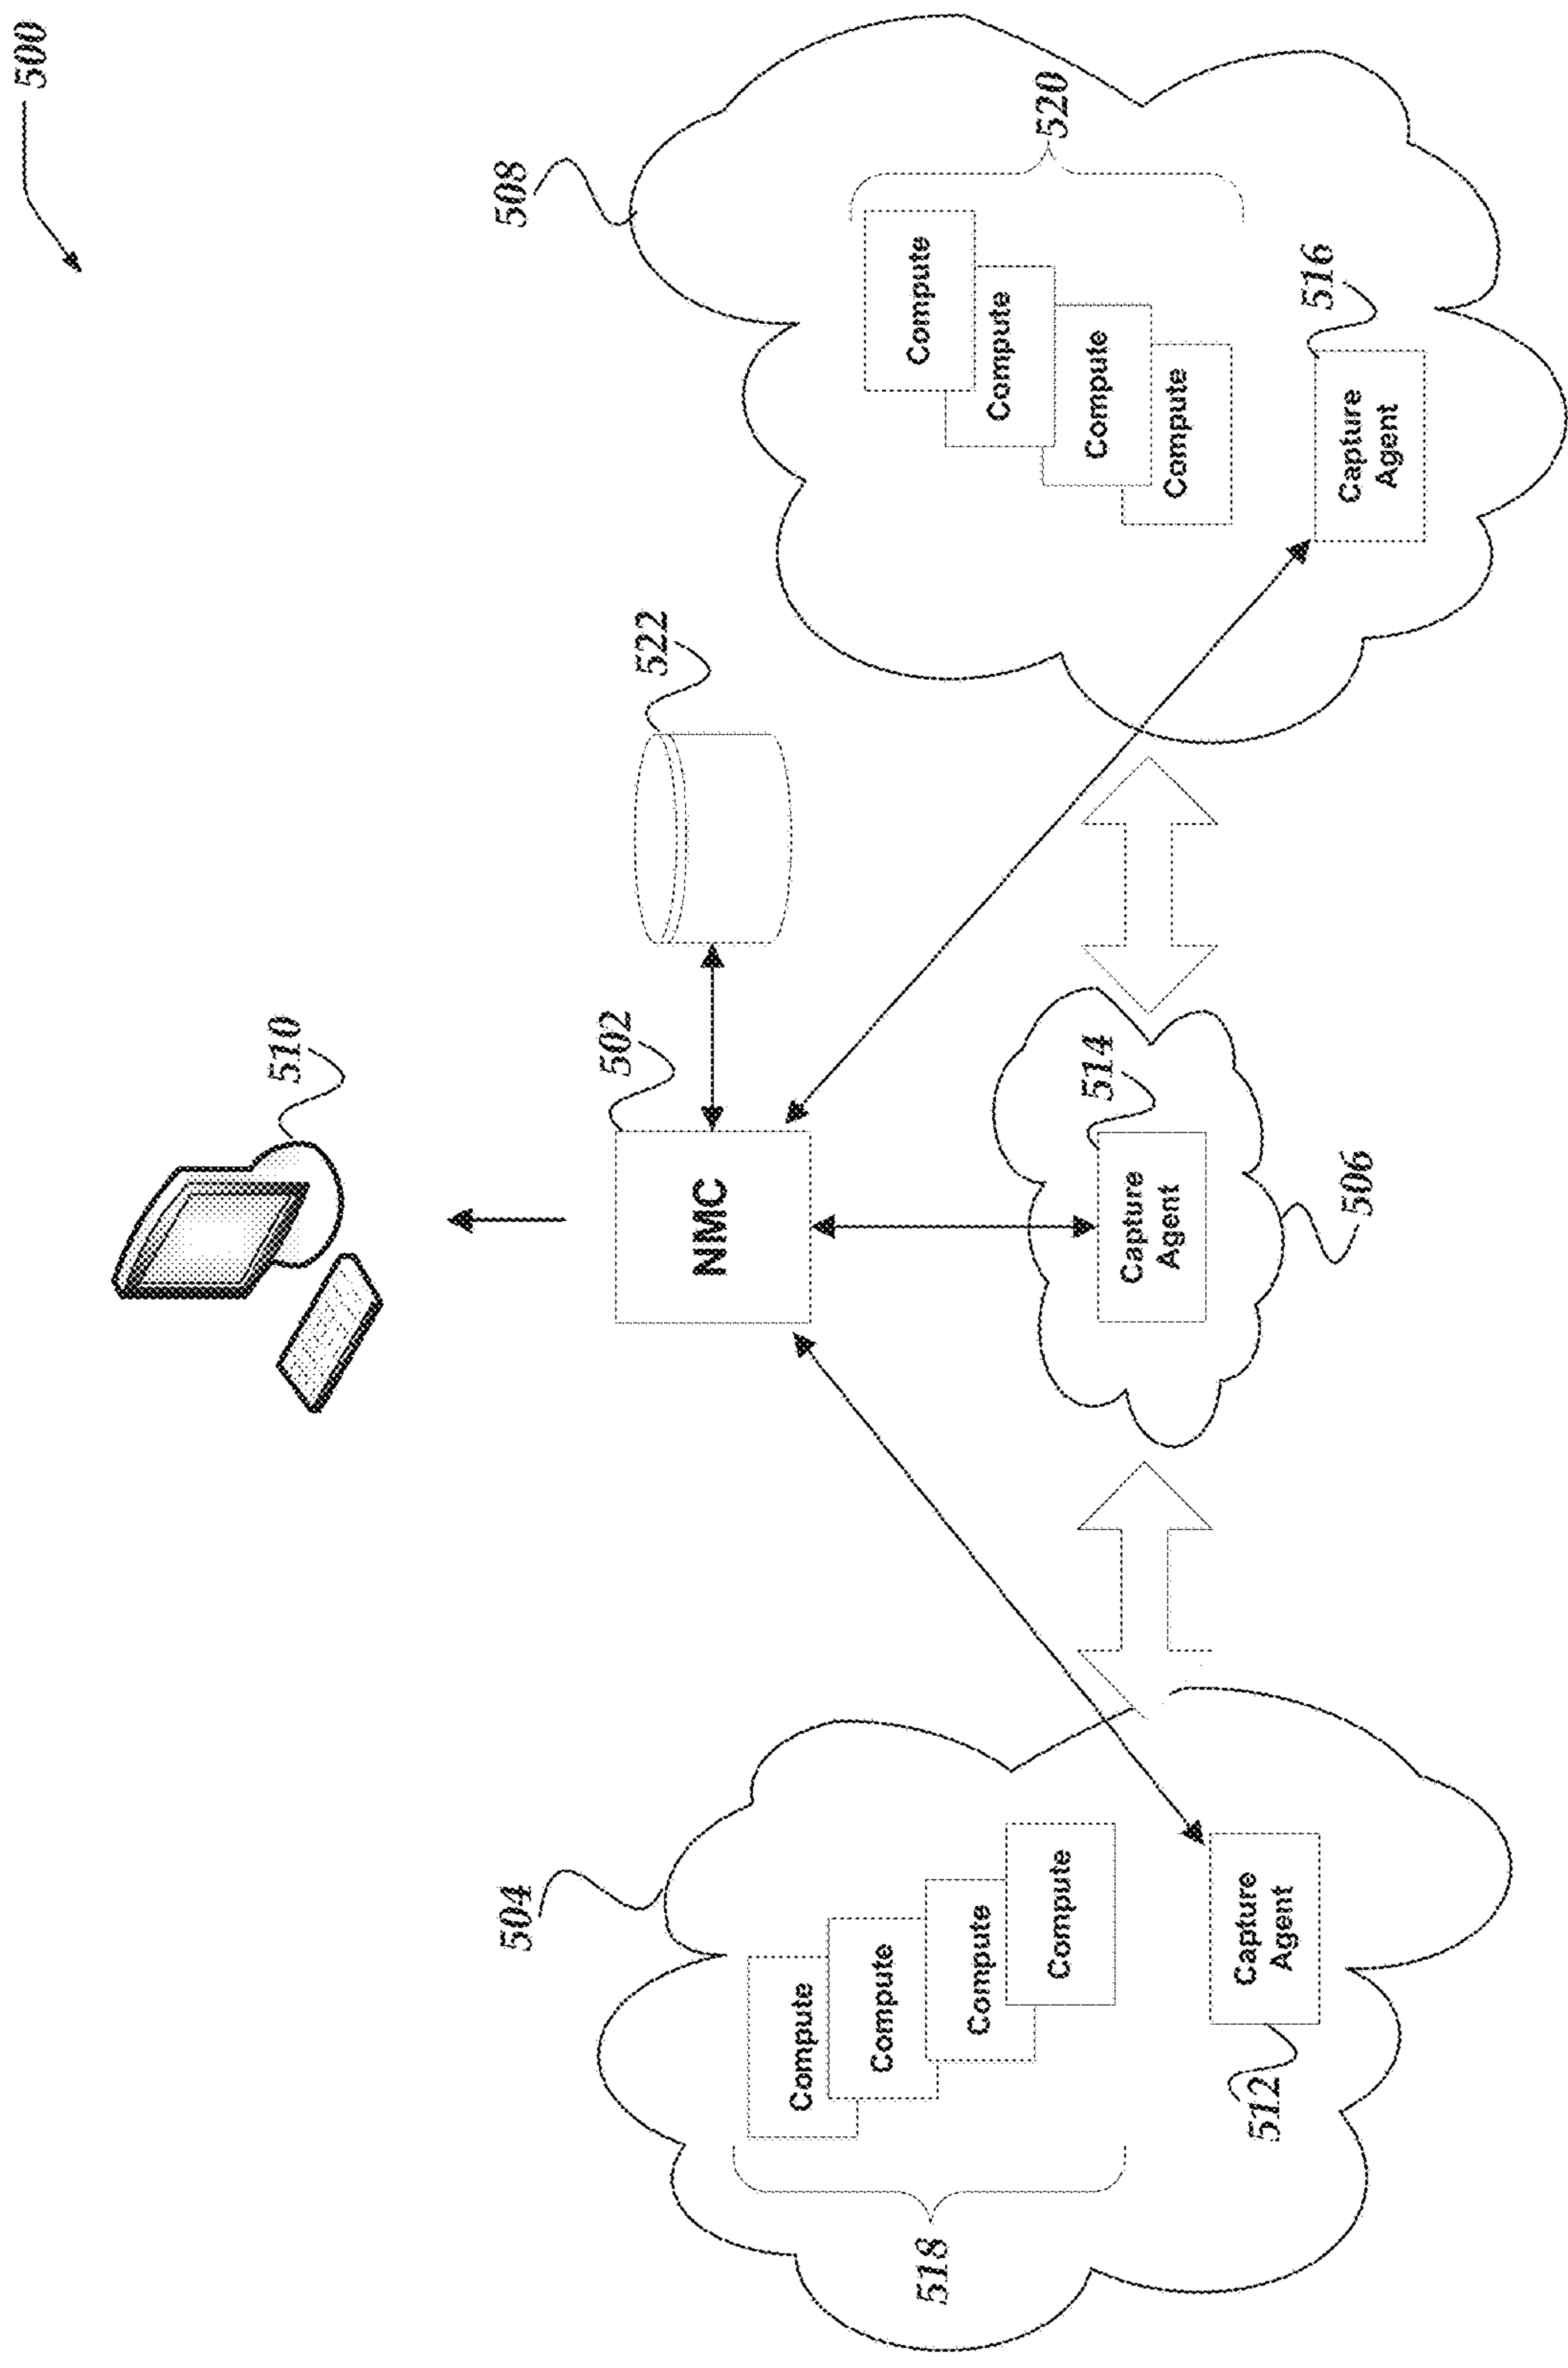 500
510
504
508
502
522
NMC
Compute
Compute
Compute
Compute
518
Compute
Compute
Compute
Compute
520
514
Capture
Agent
506
Capture
Agent
512
516
Capture
Agent